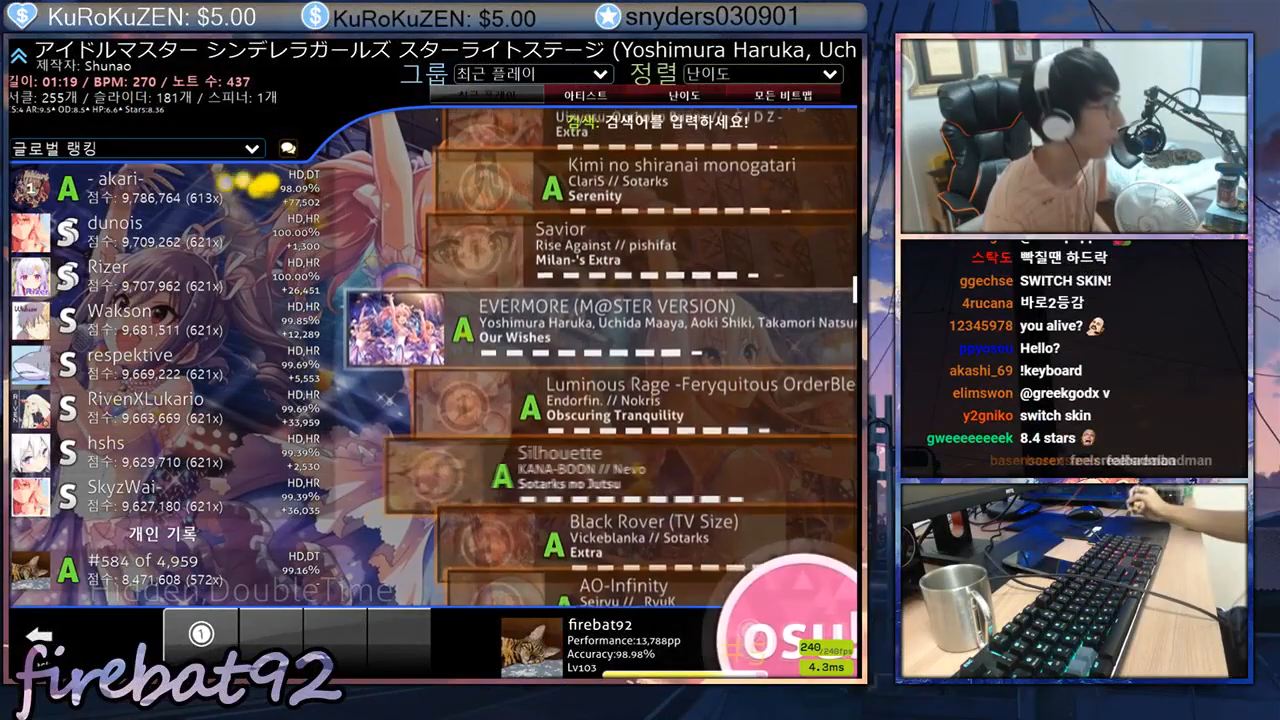 KuRoKuZEN: $5.00
KuRoKuZEN: $5.00
snyders030901
アイドルマスター シンデレラガールズ スターライトステージ (Yoshimura Haruka, Uch
제작자: Shunao
길이: 01:19 / BPM: 270 / 노트 수: 437
서클: 255개 / 슬라이더: 181개 / 스피너: 1개
그룹
최근 플레이
정렬
난이도
최근 플레이
아티스트
난이도
모든 비트맵
검색: 검색어를 입력하세요!
글로벌 랭킹
1
A
- akari-
점수: 9,786,764 (613x)
HD,DT
98.09%
+77,502
S
dunois
점수: 9,709,262 (621x)
HD,HR
100.00%
+1,300
S
Rizer
점수: 9,707,962 (621x)
HD,HR
100.00%
+26,451
S
Wakson
점수: 9,681,511 (621x)
HD,HR
99.85%
+12,289
S
respektive
점수: 9,669,222 (621x)
HD,HR
99.69%
+5,553
S
RivenXLukario
점수: 9,663,669 (621x)
HD,HR
99.69%
+33,959
S
hshs
점수: 9,629,710 (621x)
HD,HR
99.39%
+2,530
S
SkyzWai-
점수: 9,627,180 (621x)
HD,HR
99.39%
+36,035
개인 기록
A
#584 of 4,959
점수: 8,471,608 (572x)
HD,DT
99.16%
Hidden,DoubleTime
Extra
Kimi no shiranai monogatari
ClariS // Sotarks
A
Serenity
Savior
Rise Against // pishifat
Milan-'s Extra
EVERMORE (M@STER VERSION)
A
Yoshimura Haruka, Uchida Maaya, Aoki Shiki, Takamori Natsu
Our Wishes
Luminous Rage -Feryquitous OrderBle
Endorfin. // Nokris
A
Obscuring Tranquility
Silhouette
KANA-BOON // Nevo
A
Sotarks no Jutsu
Black Rover (TV Size)
Vickeblanka // Sotarks
A
Extra
AO-Infinity
Seiryu // _RyuK
1
firebat92
Performance:13,788pp
Accuracy:98.98%
Lv103
osu
240/240fps
4.3ms
firebat92
스탁도 빡칠땐 하드락
ggechse SWITCH SKIN!
4rucana 바로2등감
12345978 you alive?
ppyosou Hello?
akashi_69 !keyboard
elimswon @greekgodx v
y2gniko switch skin
gweeeeeeek 8.4 stars